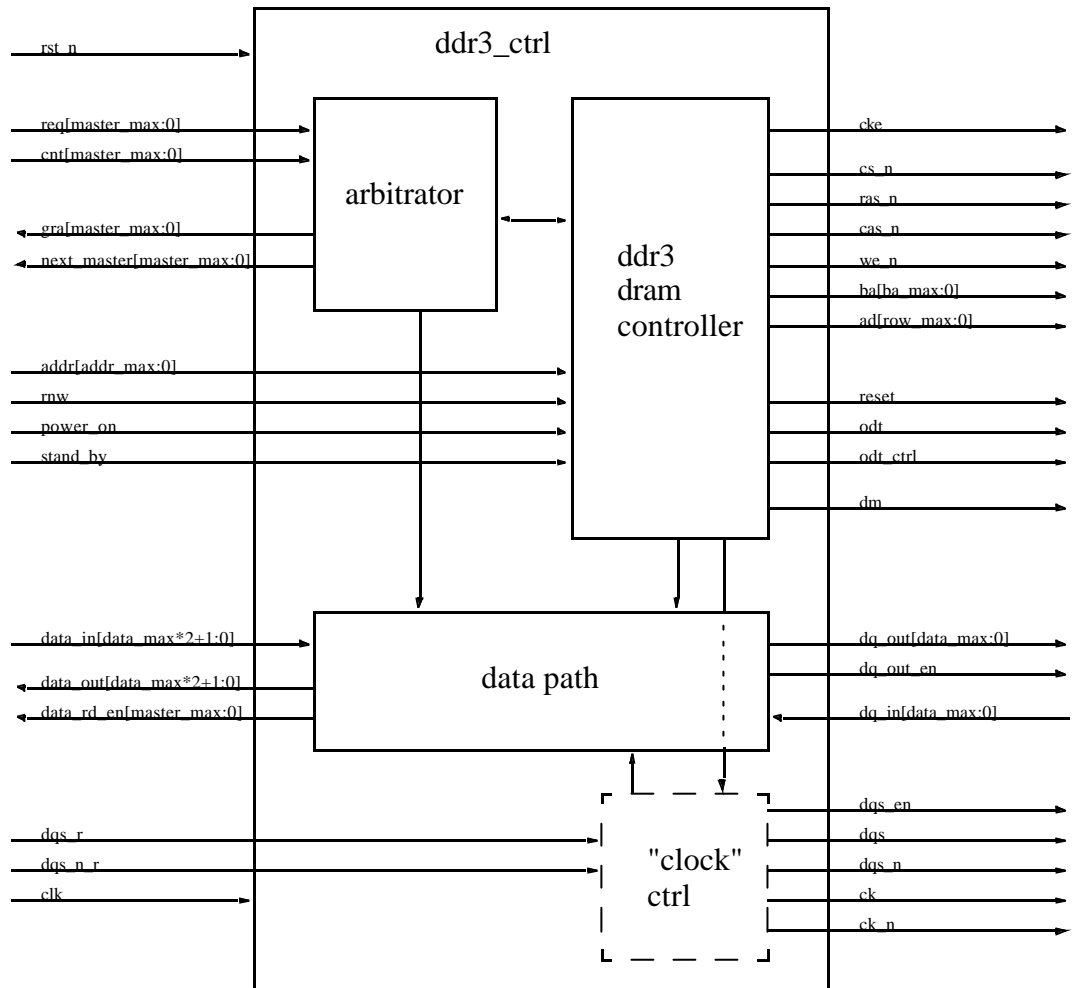 ddr3_ctrl
rst_n
req[master_max:0]
cnt[master_max:0]
gra[master_max:0]
next_master[master_max:0]
arbitrator
ddr3
dram
controller
cke
cs_n
ras_n
cas_n
we_n
ba[ba_max:0]
ad[row_max:0]
addr[addr_max:0]
rnw
power_on
stand_by
reset
odt
odt_ctrl
dm
data_in[data_max*2+1:0]
data_out[data_max*2+1:0]
data_rd_en[master_max:0]
data path
dq_out[data_max:0]
dq_out_en
dq_in[data_max:0]
dqs_r
dqs_n_r
clk
"clock"
ctrl
dqs_en
dqs
dqs_n
ck
ck_n